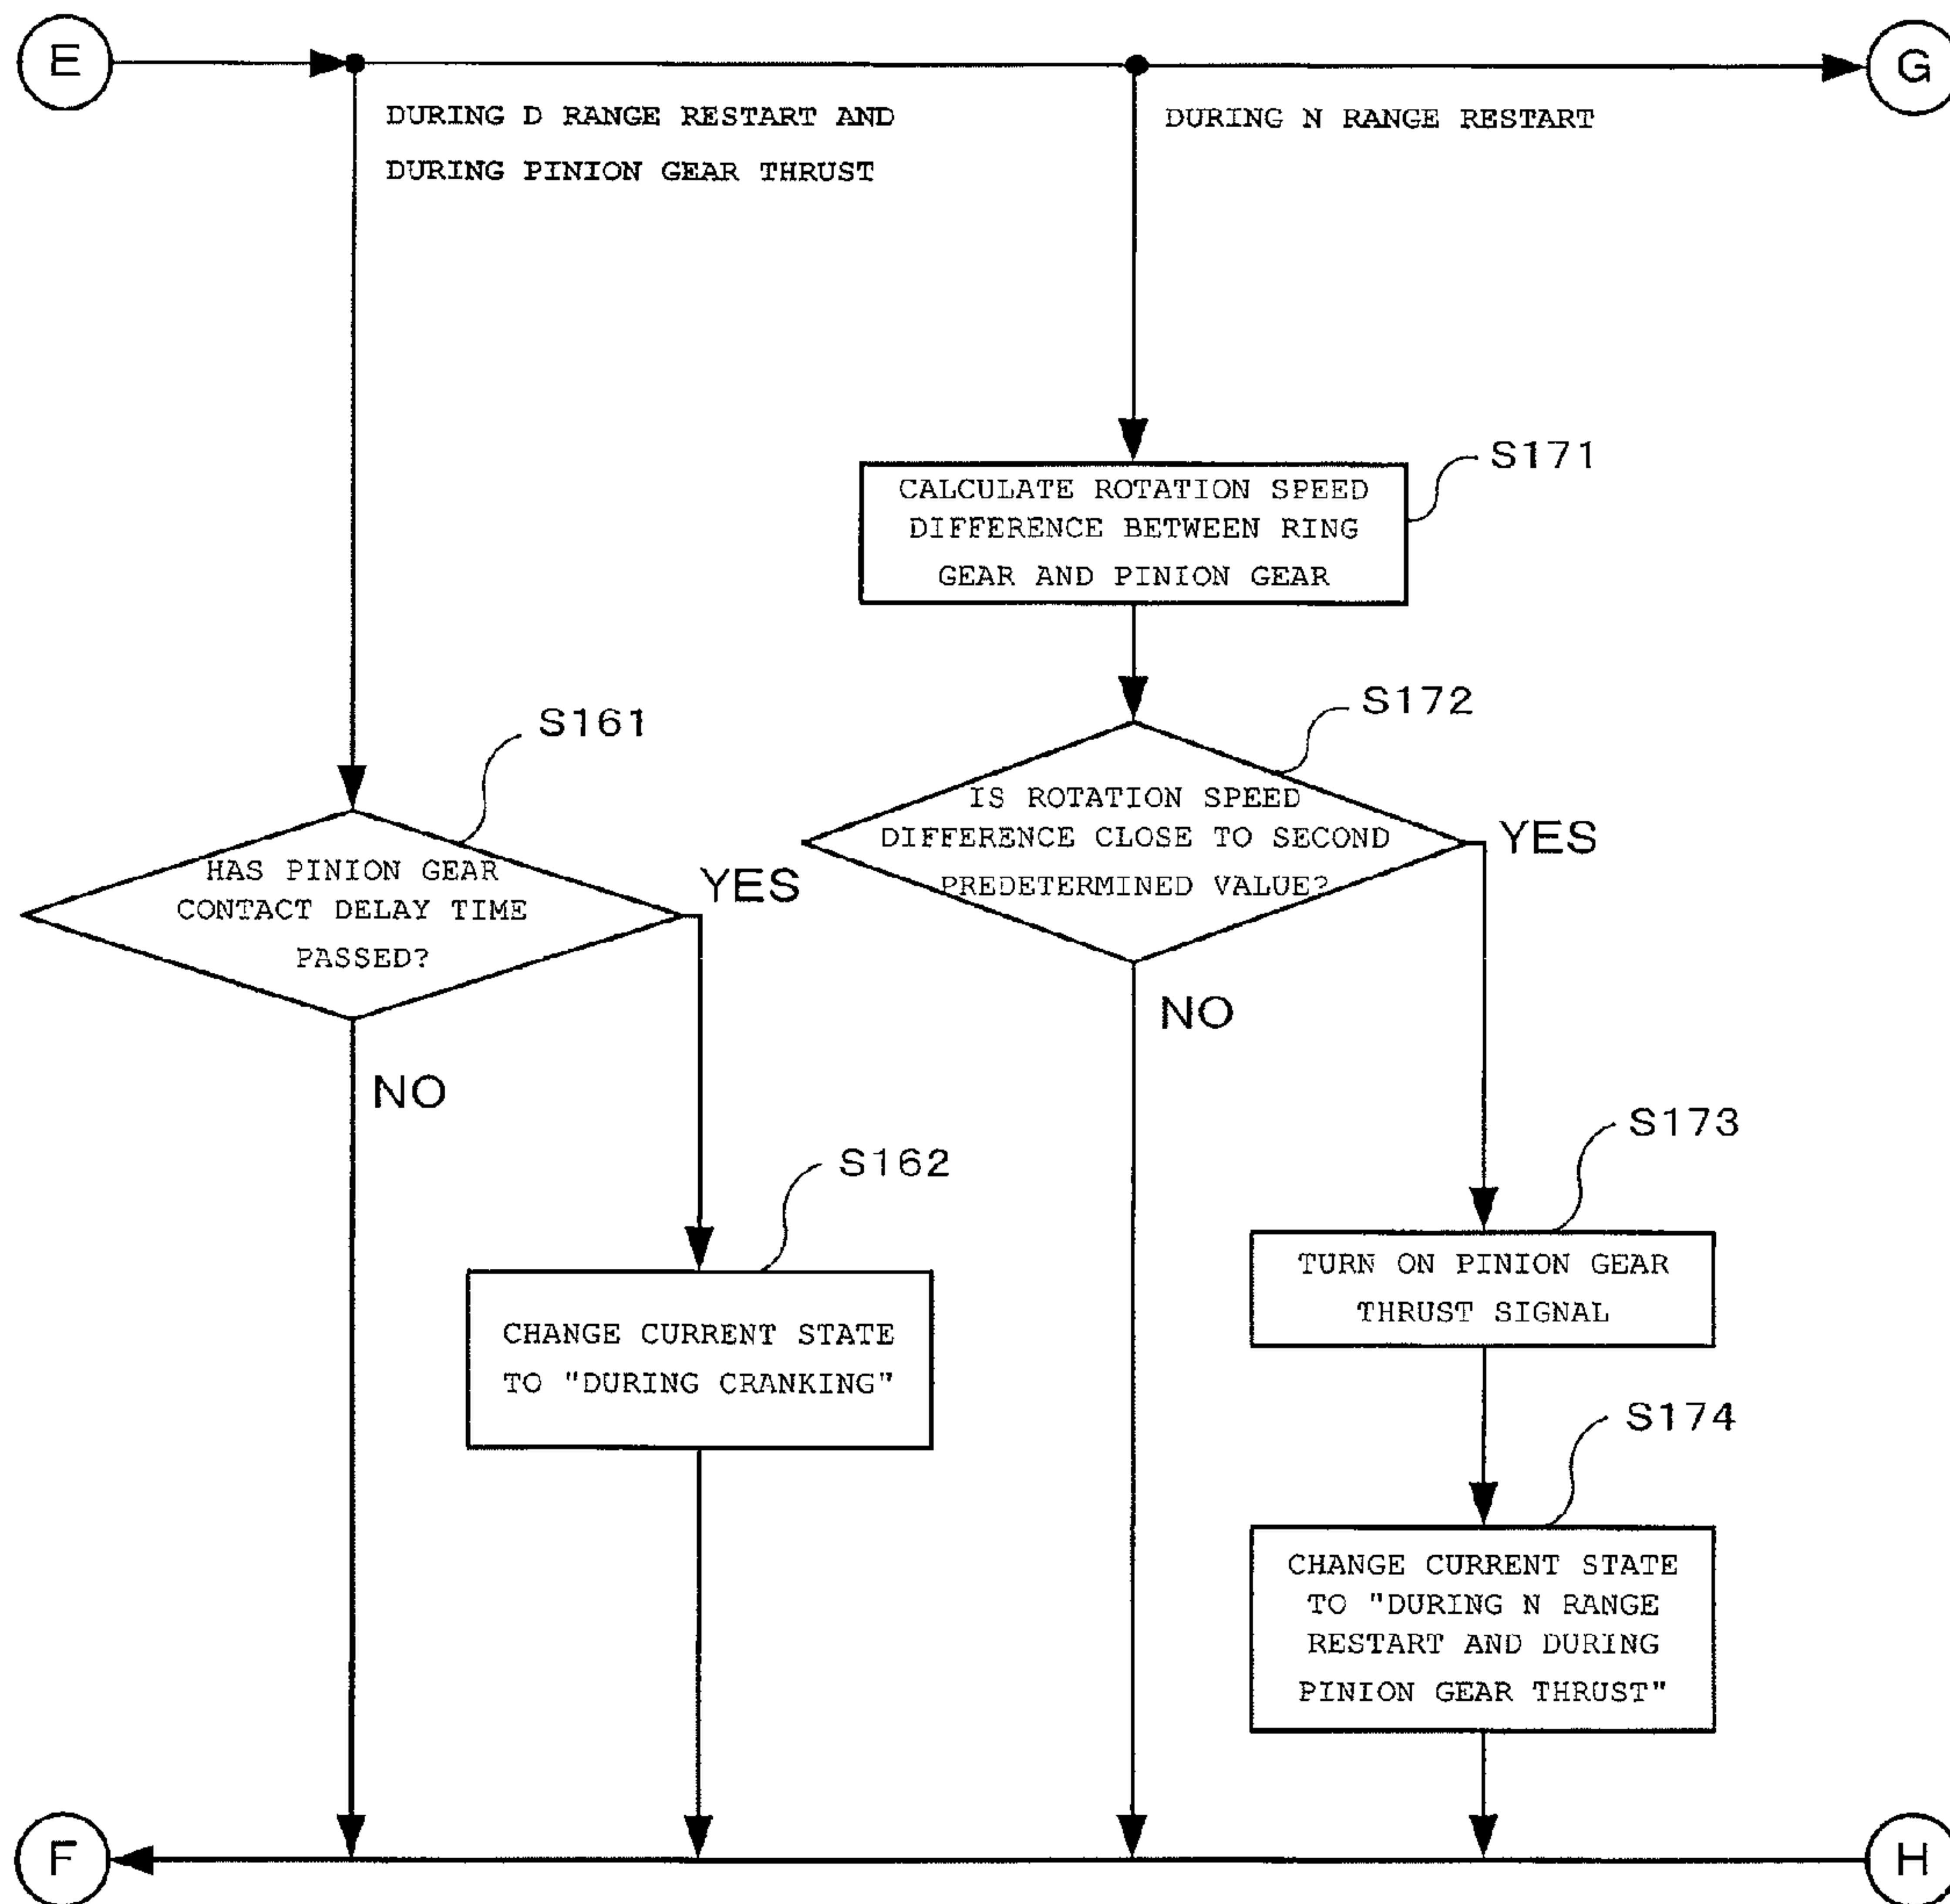 E
G
DURING D RANGE RESTART AND
DURING PINION GEAR THRUST
DURING N RANGE RESTART
S171
CALCULATE ROTATION SPEED
DIFFERENCE BETWEEN RING
GEAR AND PINION GEAR
S161
HAS PINION GEAR
CONTACT DELAY TIME
PASSED?
YES
NO
S172
IS ROTATION SPEED
DIFFERENCE CLOSE TO SECOND
PREDETERMINED VALUE?
YES
NO
S162
CHANGE CURRENT STATE
TO "DURING CRANKING"
S173
TURN ON PINION GEAR
THRUST SIGNAL
S174
CHANGE CURRENT STATE
TO "DURING N RANGE
RESTART AND DURING
PINION GEAR THRUST"
F
H